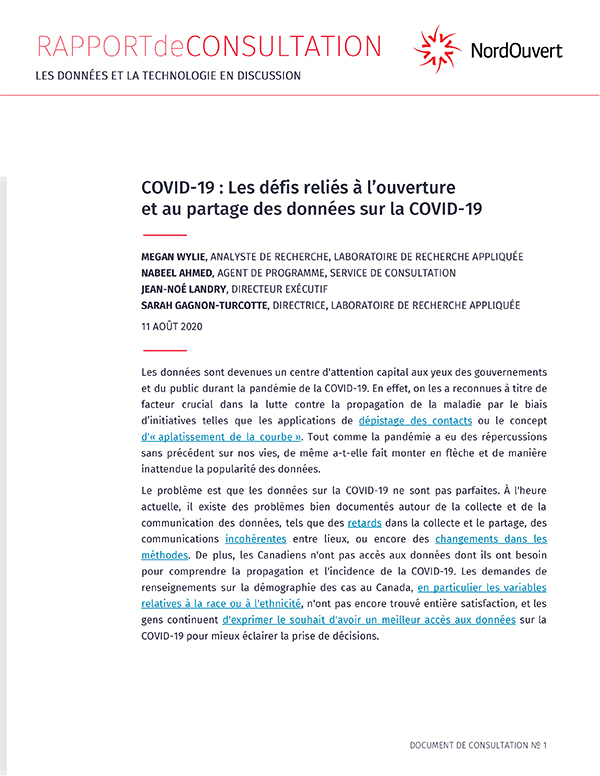 RAPPORTdeCONSULTATION
NordOuvert
LES DONNÉES ET LA TECHNOLOGIE EN DISCUSSION
COVID-19 : Les défis reliés à l’ouverture
et au partage des données sur la COVID-19
MEGAN WYLIE, ANALYSTE DE RECHERCHE, LABORATOIRE DE RECHERCHE APPLIQUÉE
NABEEL AHMED, AGENT DE PROGRAMME, SERVICE DE CONSULTATION
JEAN-NOÉ LANDRY, DIRECTEUR EXÉCUTIF
SARAH GAGNON-TURCOTTE, DIRECTRICE, LABORATOIRE DE RECHERCHE APPLIQUÉE
11 AOÛT 2020
Les données sont devenues un centre d'attention capital aux yeux des gouvernements
et du public durant la pandémie de la COVID-19. En effet, on les a reconnues à titre de
facteur crucial dans la lutte contre la propagation de la maladie par le biais
d’initiatives telles que les applications de dépistage des contacts ou le concept
d'« aplatissement de la courbe ». Tout comme la pandémie a eu des répercussions
sans précédent sur nos vies, de même a-t-elle fait monter en flèche et de manière
inattendue la popularité des données.
Le problème est que les données sur la COVID-19 ne sont pas parfaites. À l'heure
actuelle, il existe des problèmes bien documentés autour de la collecte et de la
communication des données, tels que des retards dans la collecte et le partage, des
communications incohérentes entre lieux, ou encore des changements dans les
méthodes. De plus, les Canadiens n'ont pas accès aux données dont ils ont besoin
pour comprendre la propagation et l'incidence de la COVID-19. Les demandes de
renseignements sur la démographie des cas au Canada, en particulier les variables
relatives à la race ou à l'ethnicité, n'ont pas encore trouvé entière satisfaction, et les
gens continuent d'exprimer le souhait d'avoir un meilleur accès aux données sur la
COVID-19 pour mieux éclairer la prise de décisions.
DOCUMENT DE CONSULTATION Nº 1